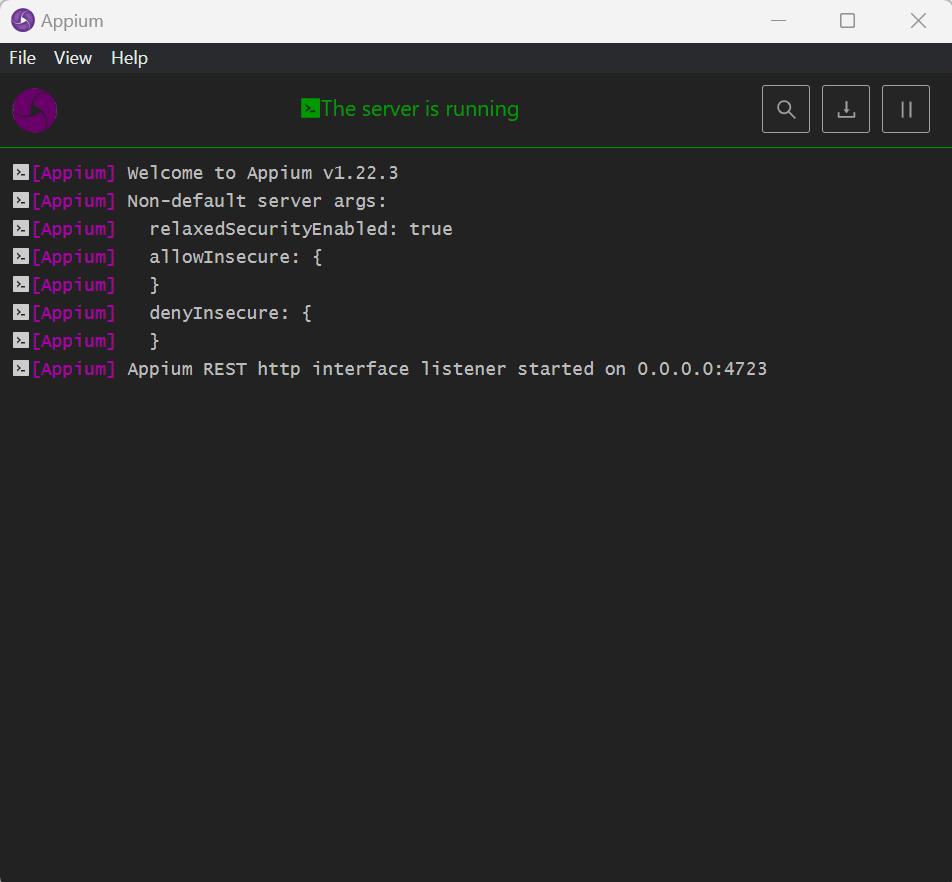 Appium
File View Help
The server is running
[Appium] Welcome to Appium v1.22.3
[Appium] Non-default server args:
[Appium]   relaxedSecurityEnabled: true
[Appium]   allowInsecure: {
[Appium]   }
[Appium]   denyInsecure: {
[Appium]   }
[Appium] Appium REST http interface listener started on 0.0.0.0:4723